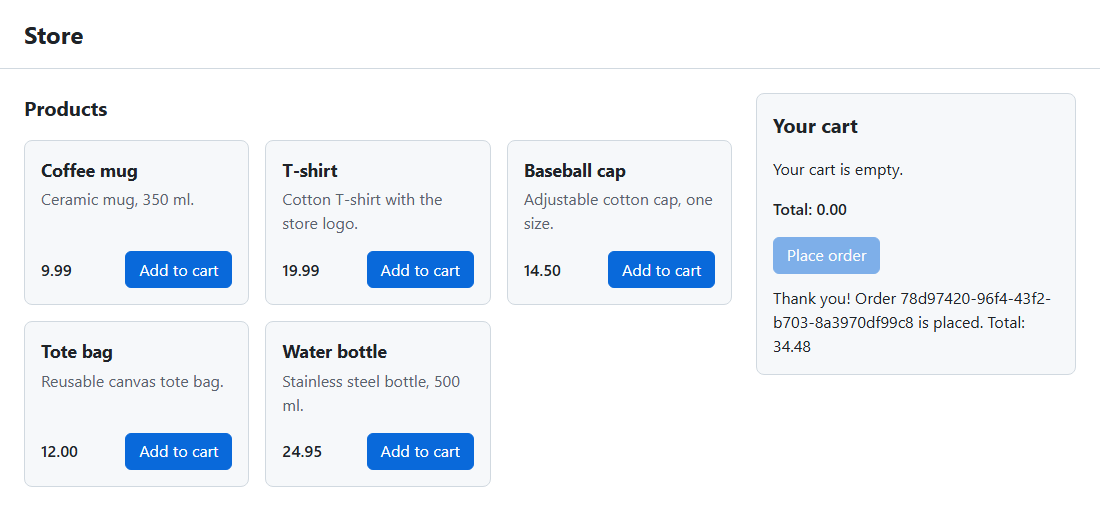 Store
Products
Coffee mug
Ceramic mug, 350 ml.
9.99
Add to cart
T-shirt
Cotton T-shirt with the
store logo.
19.99
Add to cart
Baseball cap
Adjustable cotton cap, one
size.
14.50
Add to cart
Tote bag
Reusable canvas tote bag.
12.00
Add to cart
Water bottle
Stainless steel bottle, 500
ml.
24.95
Add to cart
Your cart
Your cart is empty.
Total: 0.00
Place order
Thank you! Order 78d97420-96f4-43f2-
b703-8a3970df99c8 is placed. Total:
34.48